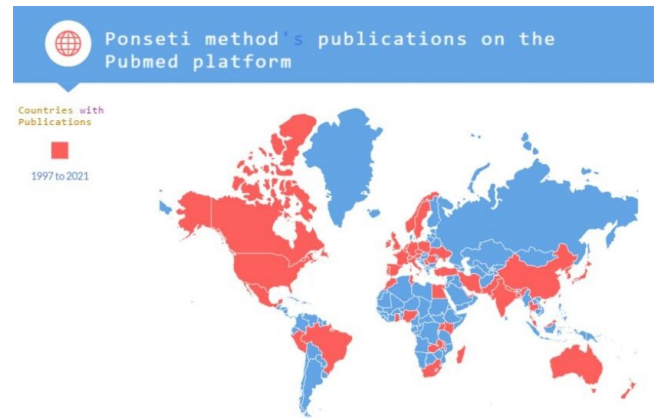 Ponseti method's publications on the
Pubmed platform
Countries with
Publications
1997 to 2021